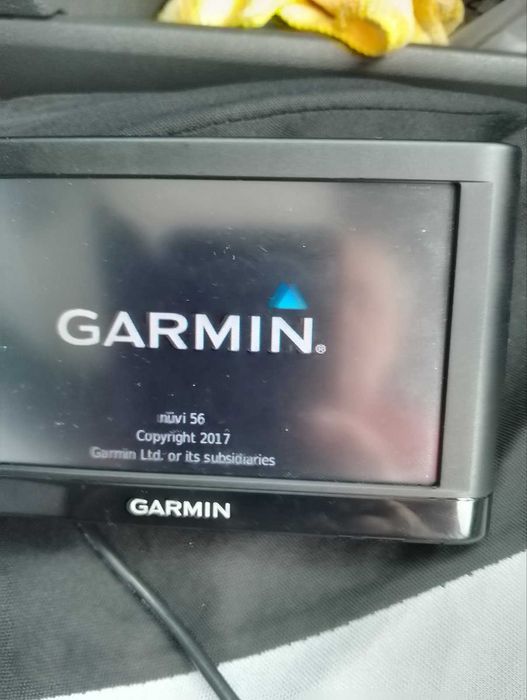 GARMIN®
nüvi 56
Copyright 2017
Garmin Ltd. or its subsidiaries
GARMIN